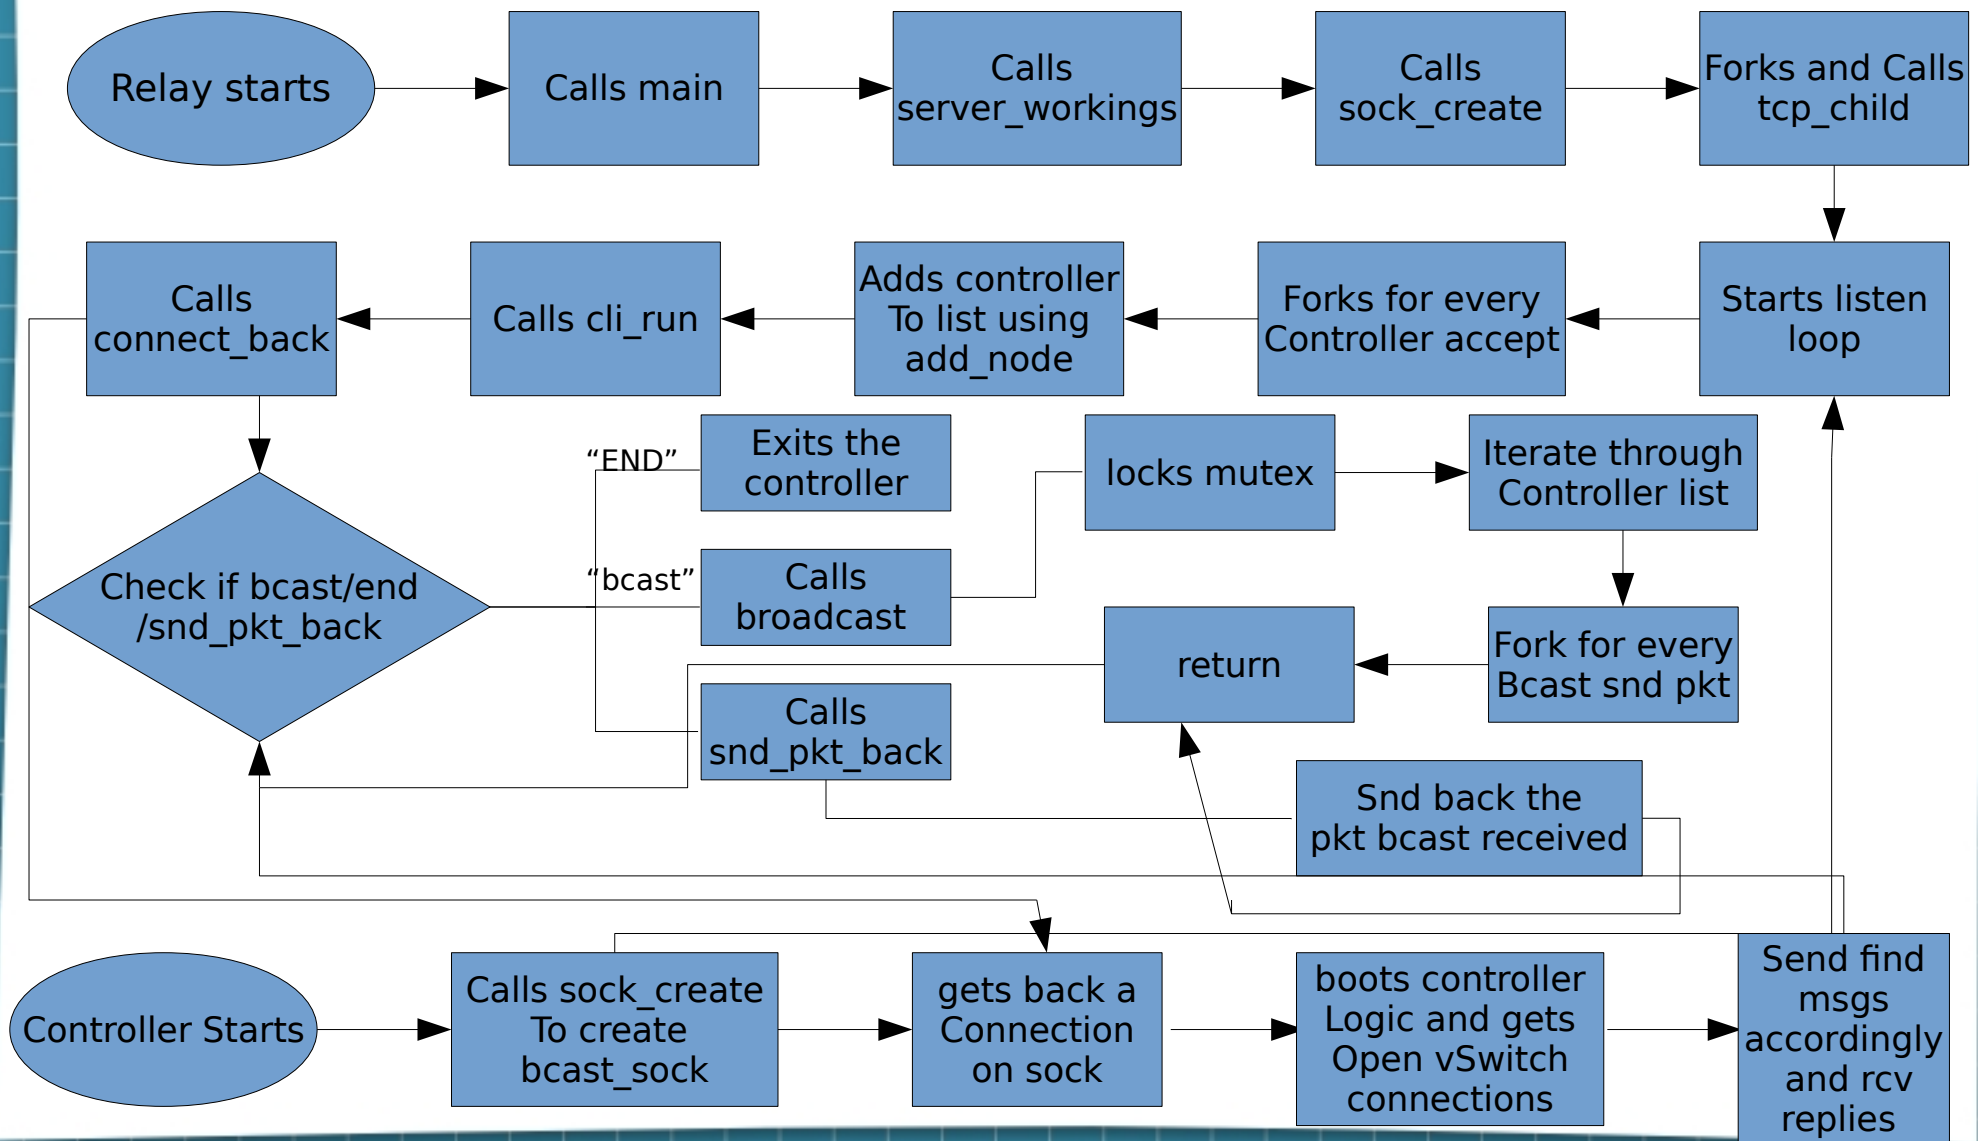 Relay starts
Calls main
Calls
server_workings
Calls
sock_create
Forks and Calls
tcp_child
Calls
connect_back
Calls cli_run
Adds controller
To list using
add_node
Forks for every
Controller accept
Starts listen
loop
“END”
Exits the
controller
locks mutex
Iterate through
Controller list
Check if bcast/end
/snd_pkt_back
“bcast”
Calls
broadcast
return
Fork for every
Bcast snd pkt
Calls
snd_pkt_back
Snd back the
pkt bcast received
Controller Starts
Calls sock_create
To create
bcast_sock
gets back a
Connection
on sock
boots controller
Logic and gets
Open vSwitch
connections
Send find
msgs
accordingly
and rcv
replies